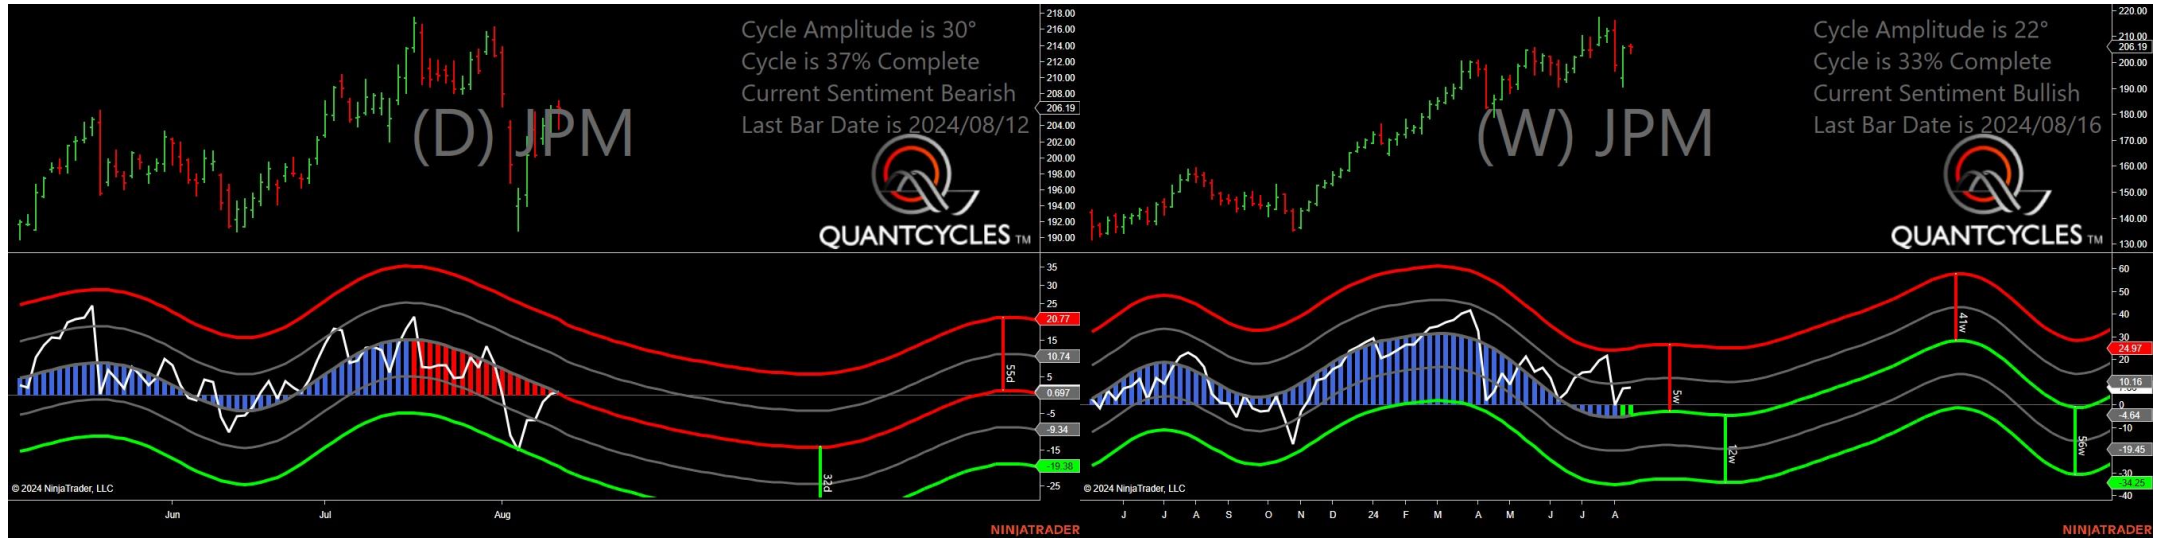 Cycle Amplitude is 30°
Cycle is 37% Complete
Current Sentiment Bearish
Last Bar Date is 2024/08/12
(D) JPM
QUANTCYCLES TM
218.00
216.00
214.00
212.00
210.00
208.00
206.19
204.00
202.00
200.00
198.00
196.00
194.00
192.00
190.00
35
30
25
20.77
15
10.74
5
0.697
-5
-9.34
-15
-19.38
-25
55d
32d
© 2024 NinjaTrader, LLC
Jun
Jul
Aug
NINJATRADER
Cycle Amplitude is 22°
Cycle is 33% Complete
Current Sentiment Bullish
Last Bar Date is 2024/08/16
(W) JPM
QUANTCYCLES TM
220.00
210.00
206.19
200.00
190.00
180.00
170.00
160.00
150.00
140.00
130.00
60
50
40
30
24.97
20
10.16
0
-4.64
-10
-19.45
-30
-34.25
-40
41w
5w
12w
56w
© 2024 NinjaTrader, LLC
J J A S O N D 24 F M A M J J A
NINJATRADER